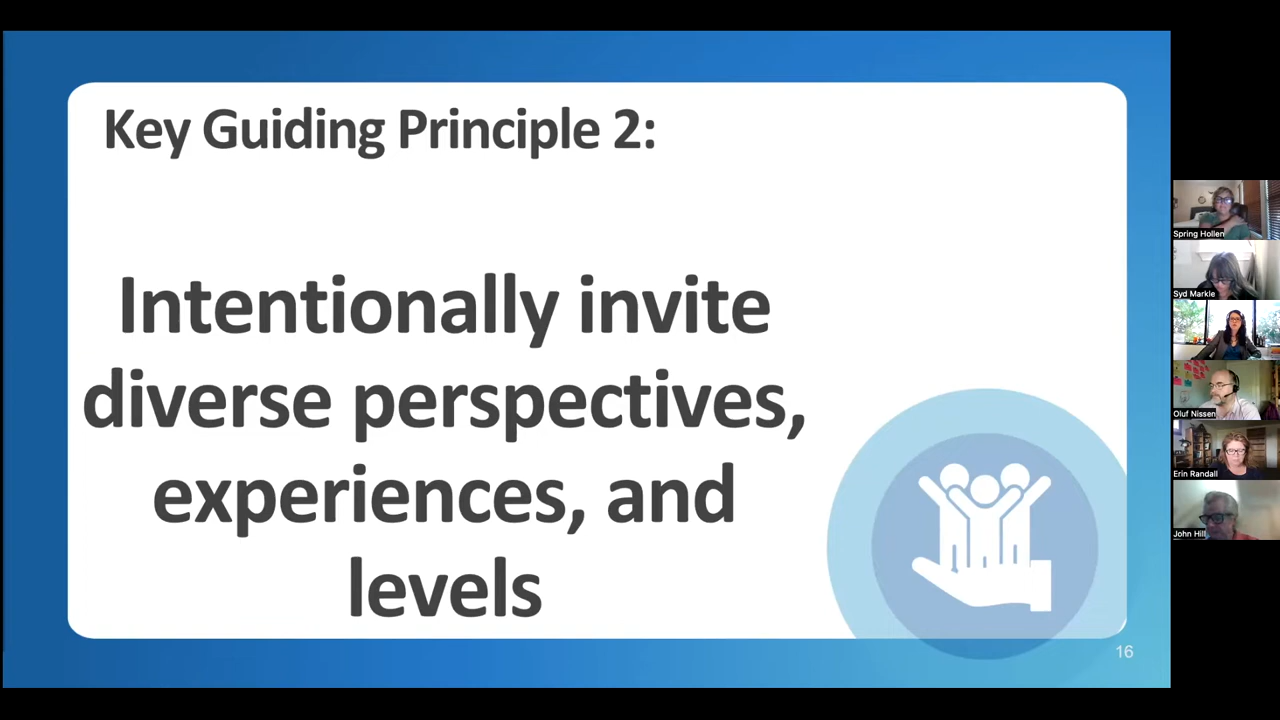 Key Guiding Principle 2:
Intentionally invite
diverse perspectives,
experiences, and
levels
16
Spring Hollen
Syd Markle
Oluf Nissen
Erin Randall
John Hill